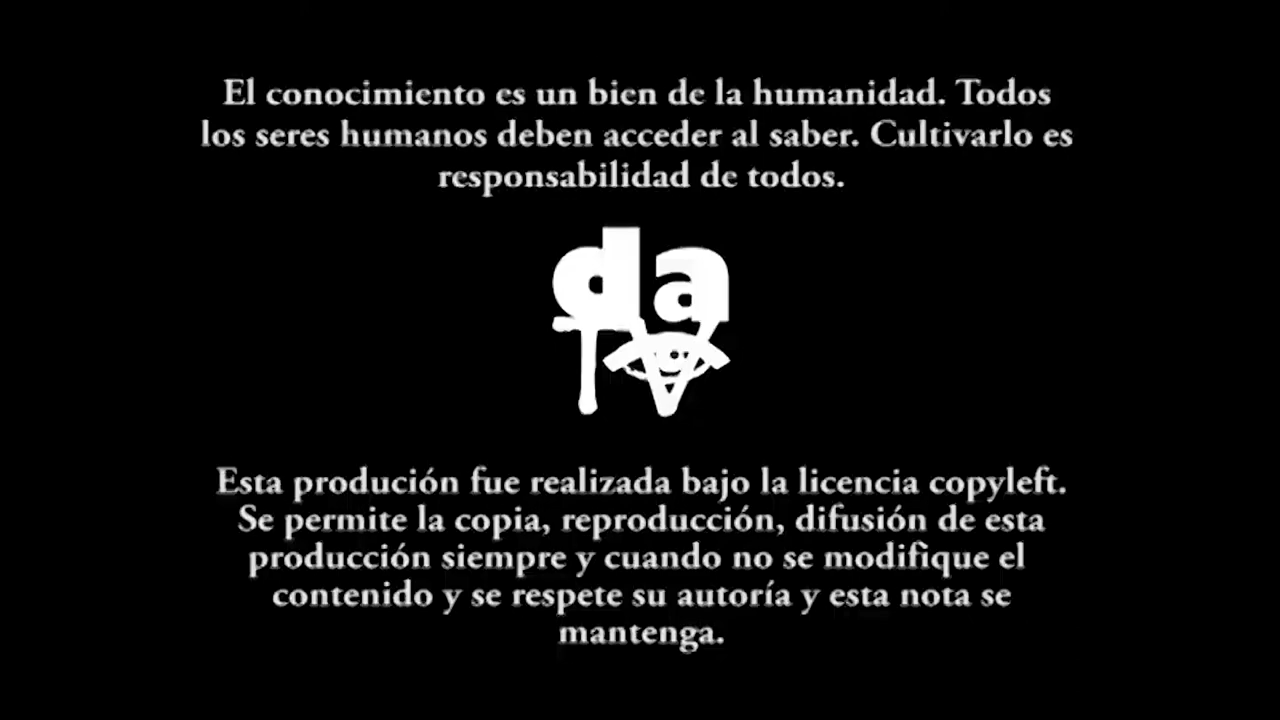 El conocimiento es un bien de la humanidad. Todos
los seres humanos deben acceder al saber. Cultivarlo es
responsabilidad de todos.
da
TV
Esta produción fue realizada bajo la licencia copyleft.
Se permite la copia, reproducción, difusión de esta
producción siempre y cuando no se modifique el
contenido y se respete su autoría y esta nota se
mantenga.